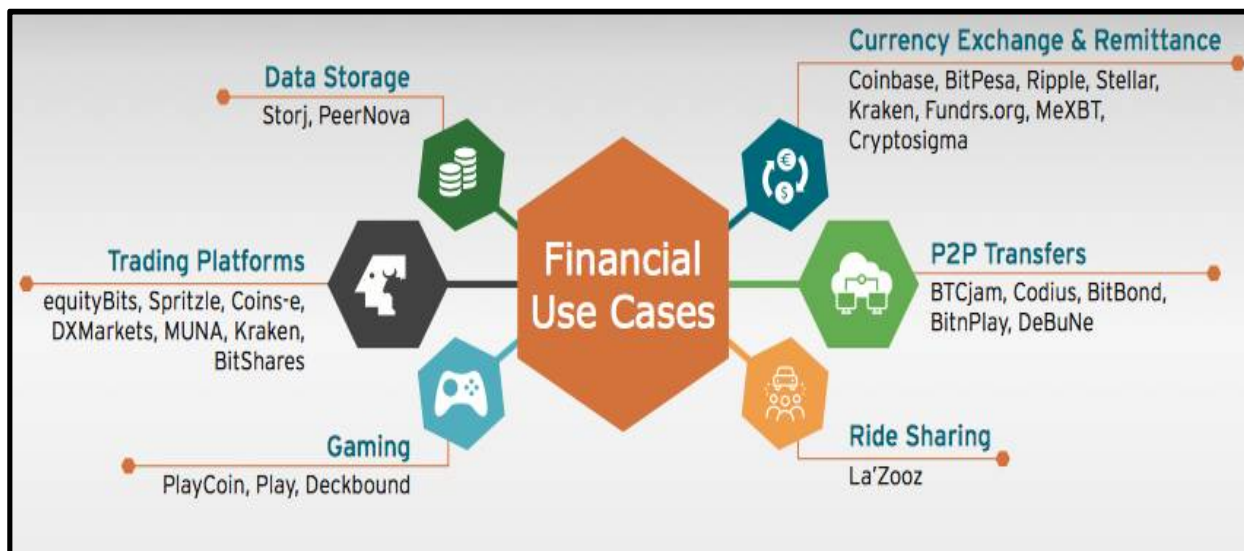 Data Storage
Storj, PeerNova
Trading Platforms
equityBits, Spritzle, Coins-e,
DXMarkets, MUNA, Kraken,
BitShares
Gaming
PlayCoin, Play, Deckbound
Financial
Use Cases
Currency Exchange & Remittance
Coinbase, BitPesa, Ripple, Stellar,
Kraken, Fundrs.org, MeXBT,
Cryptosigma
€
$
P2P Transfers
BTCjam, Codius, BitBond,
BitnPlay, DeBuNe
Ride Sharing
La'Zooz